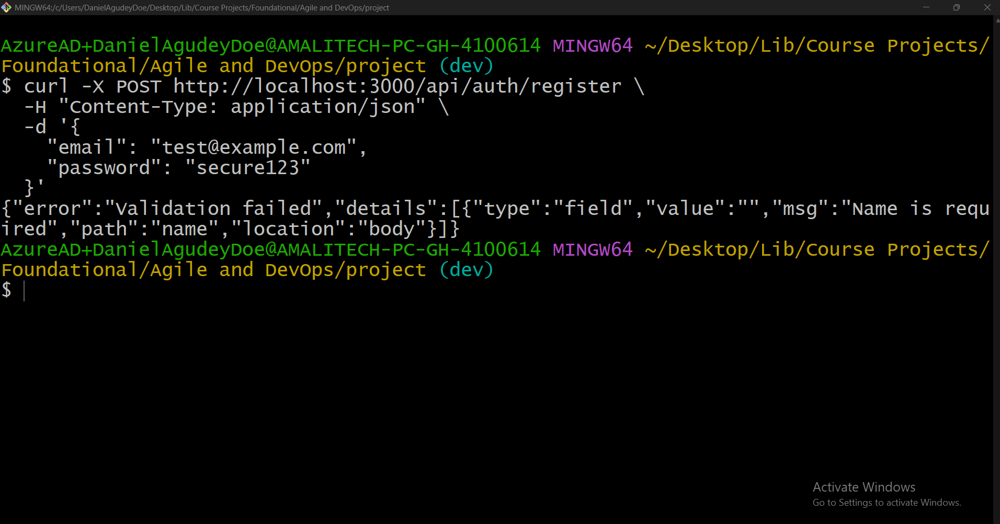 MINGW64:/c/Users/DanielAgudeyDoe/Desktop/Lib/Course Projects/Foundational/Agile and DevOps/project
AzureAD+DanielAgudeyDoe@AMALITECH-PC-GH-4100614 MINGW64 ~/Desktop/Lib/Course Projects/
Foundational/Agile and DevOps/project (dev)
$ curl -X POST http://localhost:3000/api/auth/register \
  -H "Content-Type: application/json" \
  -d '{
    "email": "test@example.com",
    "password": "secure123"
  }'
{"error":"Validation failed","details":[{"type":"field","value":"","msg":"Name is requ
ired","path":"name","location":"body"}]}
AzureAD+DanielAgudeyDoe@AMALITECH-PC-GH-4100614 MINGW64 ~/Desktop/Lib/Course Projects/
Foundational/Agile and DevOps/project (dev)
$
Activate Windows
Go to Settings to activate Windows.